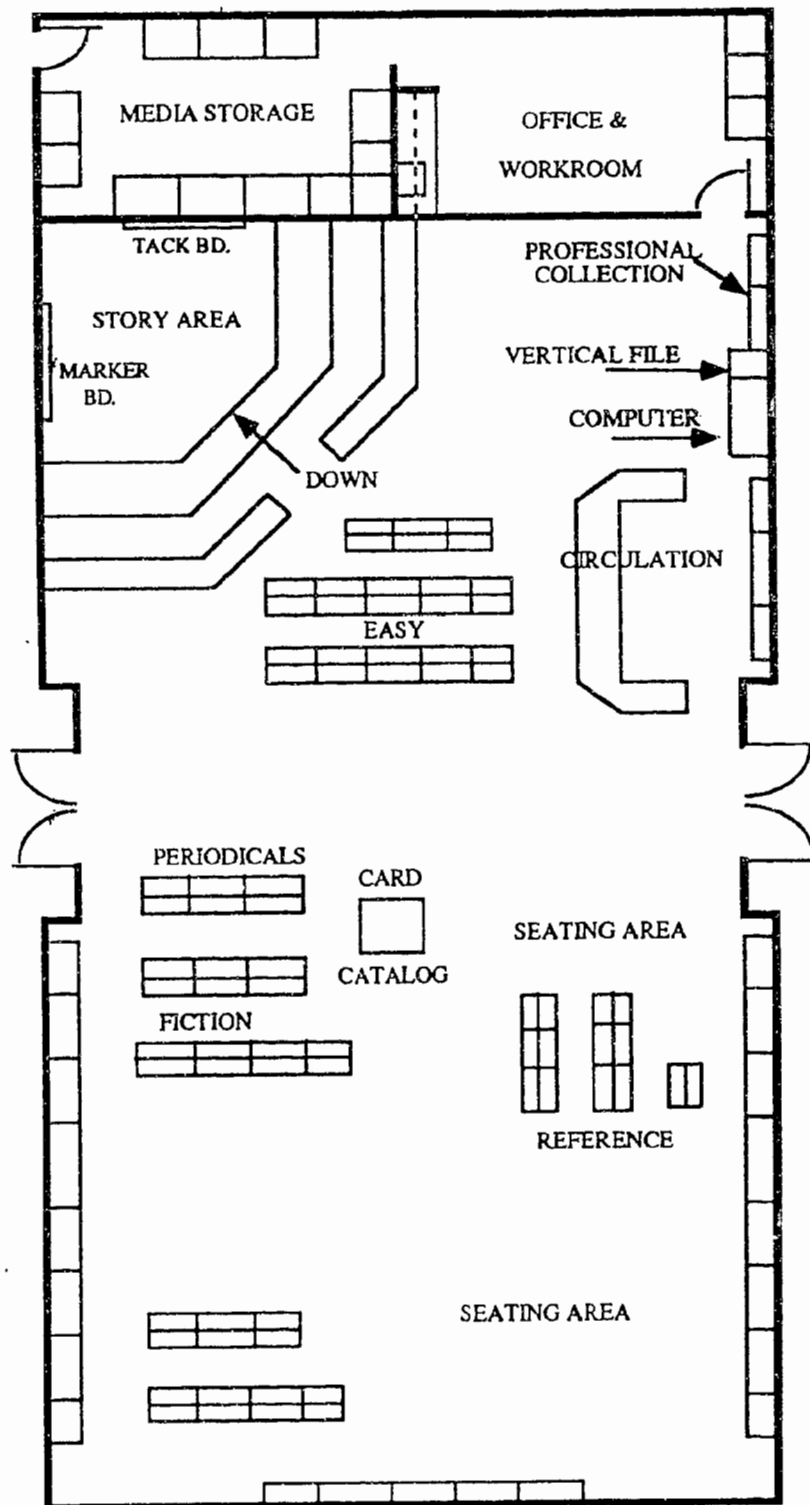 MEDIA STORAGE
OFFICE &
WORKROOM
TACK BD.
PROFESSIONAL
COLLECTION
STORY AREA
VERTICAL FILE
MARKER
BD.
COMPUTER
DOWN
CIRCULATION
EASY
PERIODICALS
CARD
CATALOG
SEATING AREA
FICTION
REFERENCE
SEATING AREA